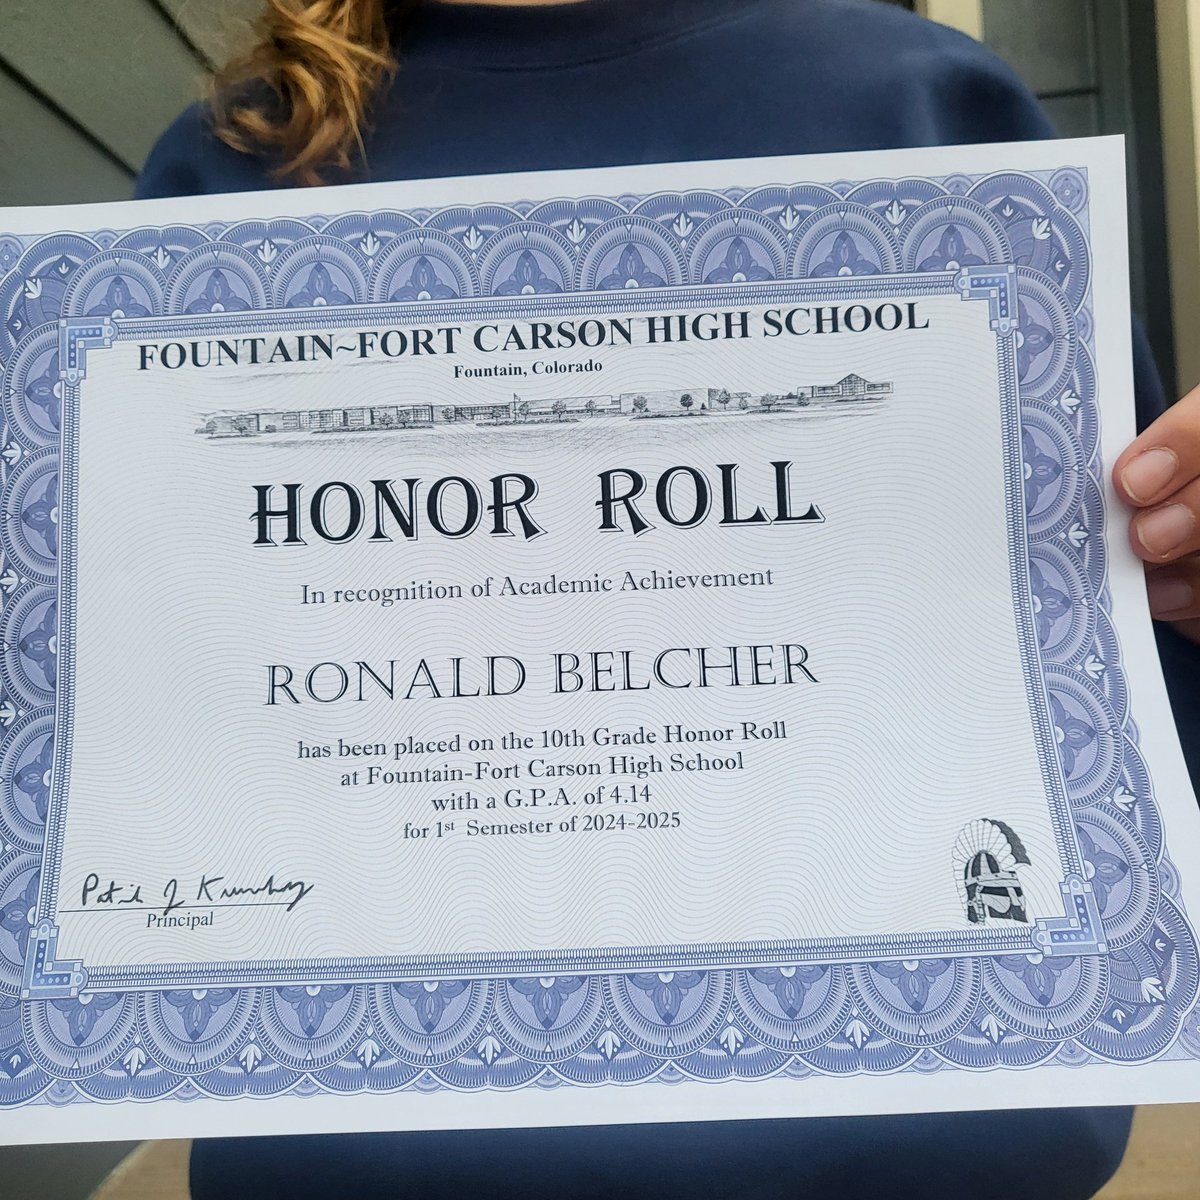 FOUNTAIN~FORT CARSON HIGH SCHOOL
Fountain, Colorado
HONOR ROLL
In recognition of Academic Achievement
RONALD BELCHER
has been placed on the 10th Grade Honor Roll
at Fountain-Fort Carson High School
with a G.P.A. of 4.14
for 1st Semester of 2024-2025
Principal